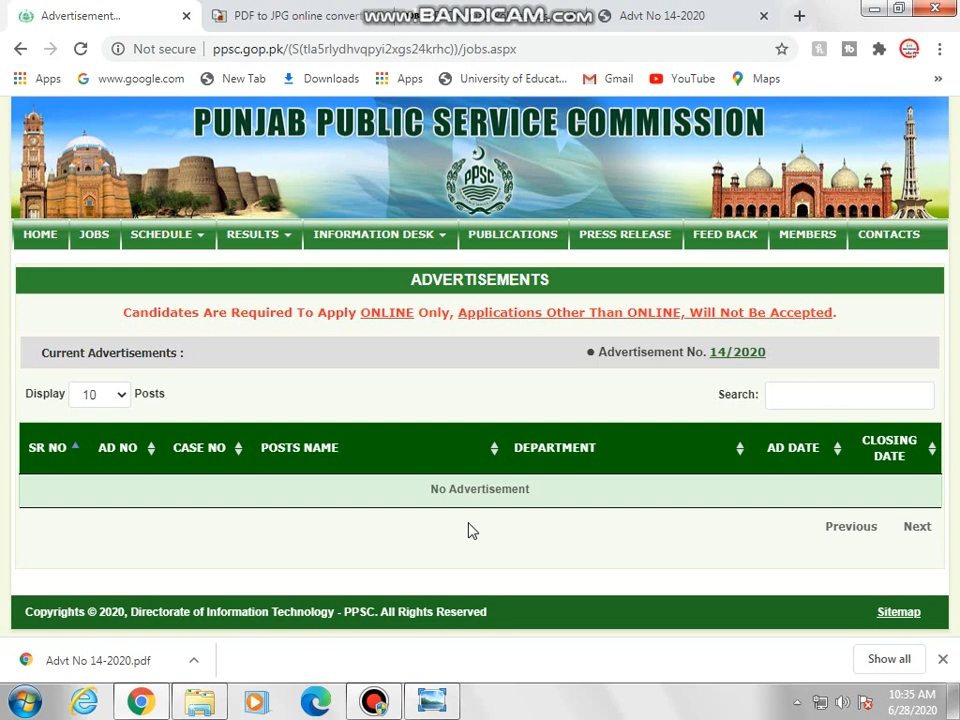 Advertisement...
PDF to JPG online convert
www.BANDICAM.com
Advt No 14-2020
Not secure
ppsc.gop.pk/(S(tla5rlydhvqpyi2xgs24krhc))/jobs.aspx
Apps
www.google.com
New Tab
Downloads
Apps
University of Educat...
Gmail
YouTube
Maps
»
PUNJAB PUBLIC SERVICE COMMISSION
PPSC
HOME
JOBS
SCHEDULE
RESULTS
INFORMATION DESK
PUBLICATIONS
PRESS RELEASE
FEED BACK
MEMBERS
CONTACTS
ADVERTISEMENTS
Candidates Are Required To Apply ONLINE Only, Applications Other Than ONLINE, Will Not Be Accepted.
Current Advertisements :
● Advertisement No. 14/2020
Display 10 Posts
Search:
SR NO
AD NO
CASE NO
POSTS NAME
DEPARTMENT
AD DATE
CLOSING
DATE
No Advertisement
Previous
Next
Copyrights © 2020, Directorate of Information Technology - PPSC. All Rights Reserved
Sitemap
Advt No 14-2020.pdf
Show all
10:35 AM
6/28/2020